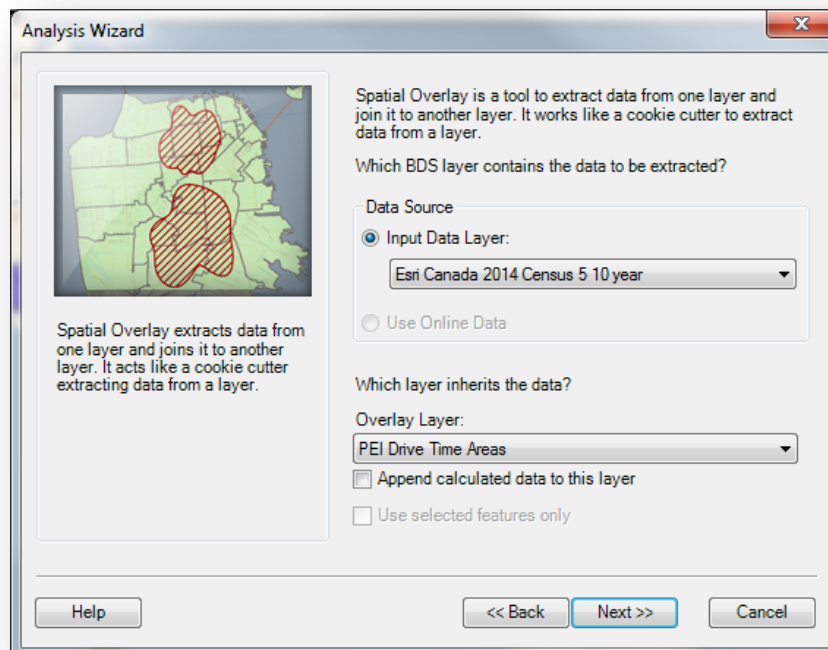 Analysis Wizard
Spatial Overlay extracts data from
one layer and joins it to another
layer. It acts like a cookie cutter
extracting data from a layer.
Spatial Overlay is a tool to extract data from one layer and
join it to another layer. It works like a cookie cutter to extract
data from a layer.
Which BDS layer contains the data to be extracted?
Data Source
Input Data Layer:
Esri Canada 2014 Census 5 10 year
Use Online Data
Which layer inherits the data?
Overlay Layer:
PEI Drive Time Areas
Append calculated data to this layer
Use selected features only
Help
<< Back
Next >>
Cancel